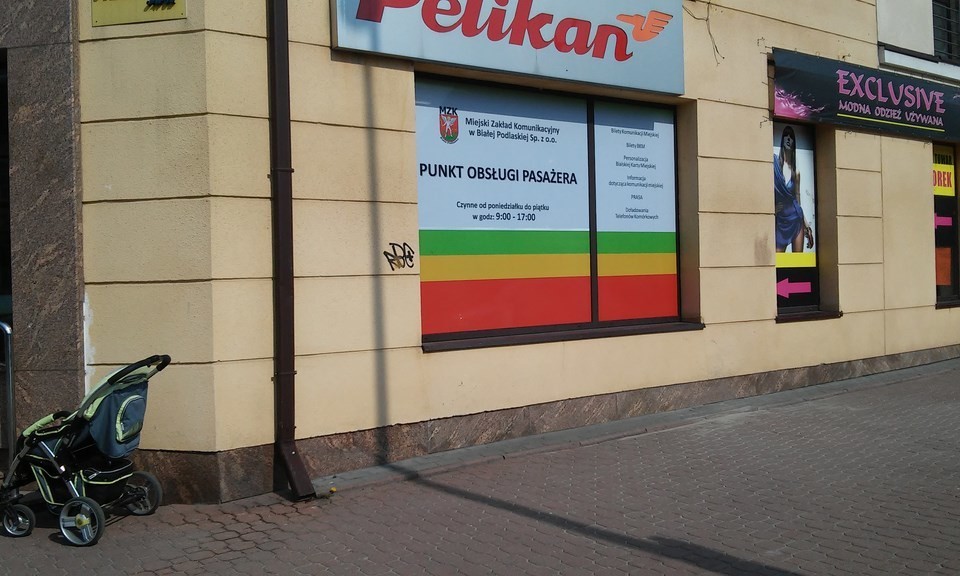 Pelikan
MZK
Miejski Zakład Komunikacyjny
w Białej Podlaskiej Sp. z o.o.
PUNKT OBSŁUGI PASAŻERA
Czynne od poniedziałku do piątku
w godz: 9:00 - 17:00
Bilety Komunikacji Miejskiej
Bilety BKM
Personalizacja
Bialskiej Karty Miejskiej
Informacja
dotycząca komunikacji miejskiej
PRASA
Doładowania
Telefonów Komórkowych
EXCLUSIVE
MODNA ODZIEŻ UŻYWANA